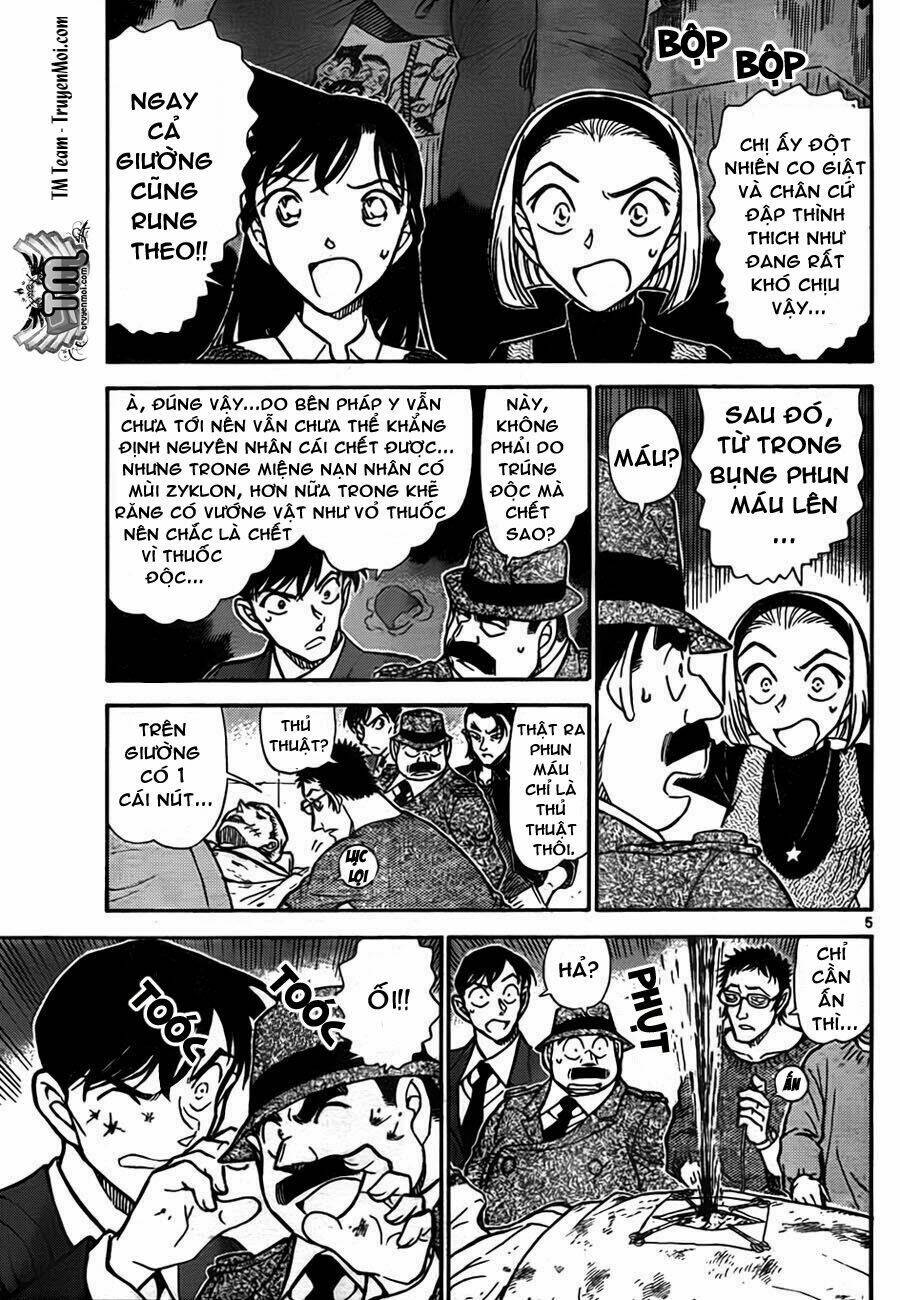 TM Team - TruyenMoi.com
TM
truyenmoi.com
BỘP
BỘP
CHỊ ẤY ĐỘT
NHIÊN CO GIẬT
VÀ CHÂN CỨ
ĐẬP THÌNH
THỊCH NHƯ
ĐANG RẤT
KHÓ CHỊU
VẬY...
NGAY
CẢ
GIƯỜNG
CŨNG
RUNG
THEO!!
SAU ĐÓ,
TỪ TRONG
BỤNG PHUN
MÁU LÊN
...
MÁU?
NÀY,
KHÔNG
PHẢI DO
TRÚNG
ĐỘC MÀ
CHẾT
SAO?
À, ĐÚNG VẬY...DO BÊN PHÁP Y VẪN
CHƯA TỚI NÊN VẪN CHƯA THỂ KHẲNG
ĐỊNH NGUYÊN NHÂN CÁI CHẾT ĐƯỢC...
NHƯNG TRONG MIỆNG NẠN NHÂN CÓ
MÙI ZYKLON, HƠN NỮA TRONG KẼ
RĂNG CÓ VƯỚNG VẬT NHƯ VỎ THUỐC
NÊN CHẮC LÀ CHẾT
VÌ THUỐC
ĐỘC...
THẬT RA
PHUN
MÁU
CHỈ LÀ
THỦ
THUẬT
THÔI.
THỦ
THUẬT?
TRÊN
GIƯỜNG
CÓ 1
CÁI NÚT...
LỤC
LỌI
5
CHỈ
CẦN
ẤN
THÌ...
ẤN
PHỤT
HẢ?
ỐI!!
TOÓC
TOÓC